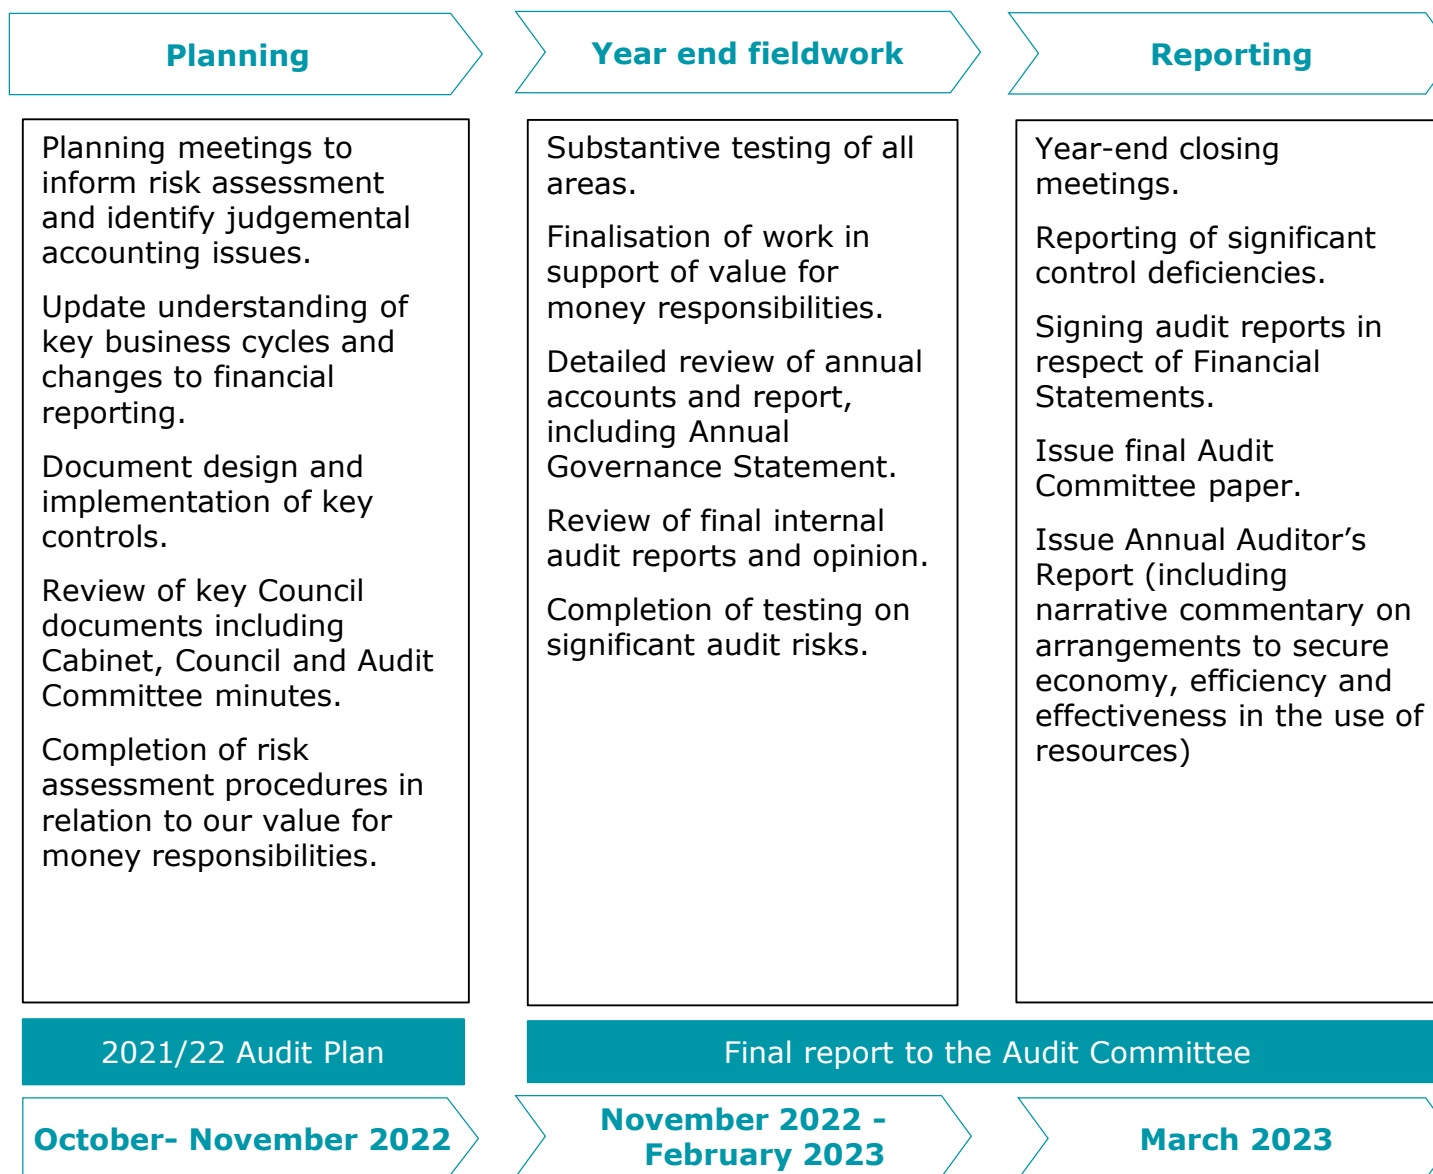 Planning
Year end fieldwork
Reporting
Planning meetings to
inform risk assessment
and identify judgemental
accounting issues.
Update understanding of
key business cycles and
changes to financial
reporting.
Document design and
implementation of key
controls.
Review of key Council
documents including
Cabinet, Council and Audit
Committee minutes.
Completion of risk
assessment procedures in
relation to our value for
money responsibilities.
Substantive testing of all
areas.
Finalisation of work in
support of value for
money responsibilities.
Detailed review of annual
accounts and report,
including Annual
Governance Statement.
Review of final internal
audit reports and opinion.
Completion of testing on
significant audit risks.
Year-end closing
meetings.
Reporting of significant
control deficiencies.
Signing audit reports in
respect of Financial
Statements.
Issue final Audit
Committee paper.
Issue Annual Auditor’s
Report (including
narrative commentary on
arrangements to secure
economy, efficiency and
effectiveness in the use of
resources)
2021/22 Audit Plan
Final report to the Audit Committee
October– November 2022
November 2022 –
February 2023
March 2023